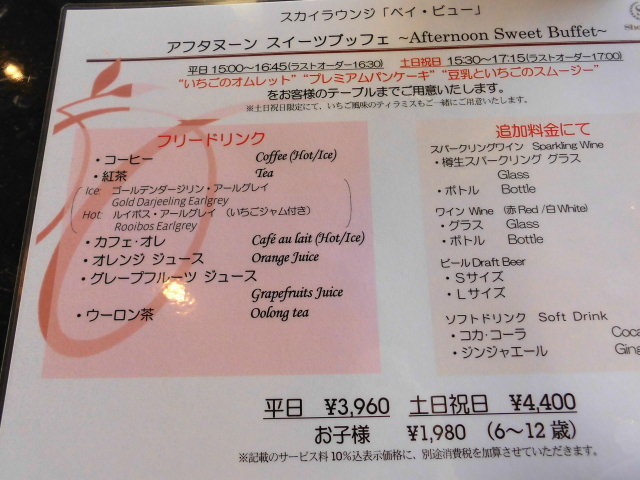 スカイラウンジ「ベイ・ビュー」
アフタヌーン スイーツブッフェ ~Afternoon Sweet Buffet~
平日 15:00～16:45(ラストオーダー16:30) 土日祝日 15:30～17:15(ラストオーダー17:00)
"いちごのオムレット" "プレミアムパンケーキ" "豆乳といちごのスムージー"
をお客様のテーブルまでご用意いたします。
※土日祝日限定にて、いちご風味のティラミスもご一緒にご用意いたします。
フリードリンク
・コーヒー Coffee (Hot/Ice)
・紅茶 Tea
Ice ゴールデンダージリン・アールグレイ
Gold Darjeeling Earlgrey
Hot ルイボス・アールグレイ （いちごジャム付き）
Rooibos Earlgrey
・カフェ・オレ Café au lait (Hot/Ice)
・オレンジ ジュース Orange Juice
・グレープフルーツ ジュース
Grapefruits Juice
・ウーロン茶 Oolong tea
追加料金にて
スパークリングワイン Sparkling Wine
・樽生スパークリング グラス
Glass
・ボトル Bottle
ワイン Wine （赤Red /白White)
・グラス Glass
・ボトル Bottle
ビール Draft Beer
・Sサイズ
・Lサイズ
ソフトドリンク Soft Drink
・コカ・コーラ Coca
・ジンジャエール Ging
平日 ¥3,960 土日祝日 ¥4,400
お子様 ¥1,980 （6～12歳）
※記載のサービス料10%込表示価格に、別途消費税を加算させていただきます。